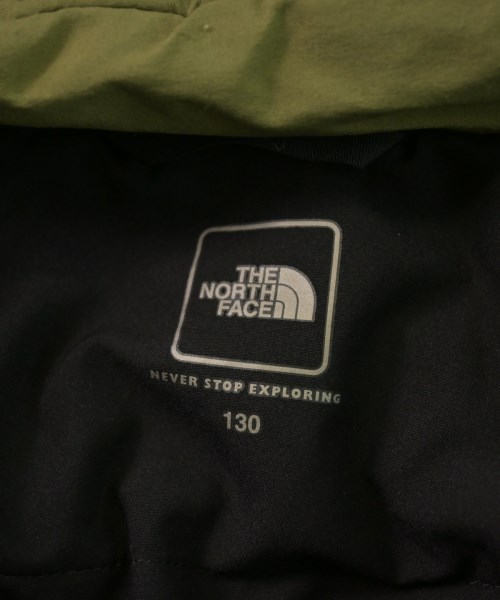 THE
NORTH
FACE
NEVER STOP EXPLORING
130